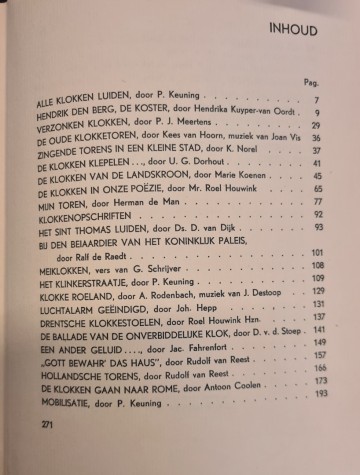 INHOUD
Pag.
ALLE KLOKKEN LUIDEN, door P. Keuning . . . . . . . . . . 7
HENDRIK DEN BERG, DE KOSTER, door Hendrika Kuyper-van Oordt . 9
VERZONKEN KLOKKEN, door P. J. Meertens . . . . . . . . . 29
DE OUDE KLOKKETOREN, door Kees van Hoorn, muziek van Joan Vis 36
ZINGENDE TORENS IN EEN KLEINE STAD, door K. Norel . . . 37
DE KLOKKEN KLEPELEN..., door U. G. Dorhout . . . . . . 41
DE KLOKKEN VAN DE LANDSKROON, door Marie Koenen . . . . 45
DE KLOKKEN IN ONZE POËZIE, door Mr. Roel Houwink . . . . 65
MIJN TOREN, door Herman de Man . . . . . . . . . . 77
KLOKKENOPSCHRIFTEN . . . . . . . . . . . . . 92
HET SINT THOMAS LUIDEN, door Ds. D. van Dijk . . . . . . 93
BIJ DEN BEIAARDIER VAN HET KONINKLIJK PALEIS,
door Ralf de Raedt . . . . . . . . . . . . 101
MEIKLOKKEN, vers van G. Schrijver . . . . . . . . . 108
HET KLINKERSTRAATJE, door P. Keuning . . . . . . . . 109
KLOKKE ROELAND, door A. Rodenbach, muziek van J. Destoop . . 129
LUCHTALARM GEËINDIGD, door Joh. Hepp . . . . . . . . 131
DRENTSCHE KLOKKESTOELEN, door Roel Houwink Hzn. . . . . . 137
DE BALLADE VAN DE ONVERBIDDELIJKE KLOK, door D. v. d. Stoep . 141
EEN ANDER GELUID ...., door Jac. Fahrenfort . . . . . . . 149
„GOTT BEWAHR' DAS HAUS", door Rudolf van Reest . . . . . 157
HOLLANDSCHE TORENS, door Rudolf van Reest . . . . . . . 166
DE KLOKKEN GAAN NAAR ROME, door Antoon Coolen . . . . 173
MOBILISATIE, door P. Keuning . . . . . . . . . . 193
271